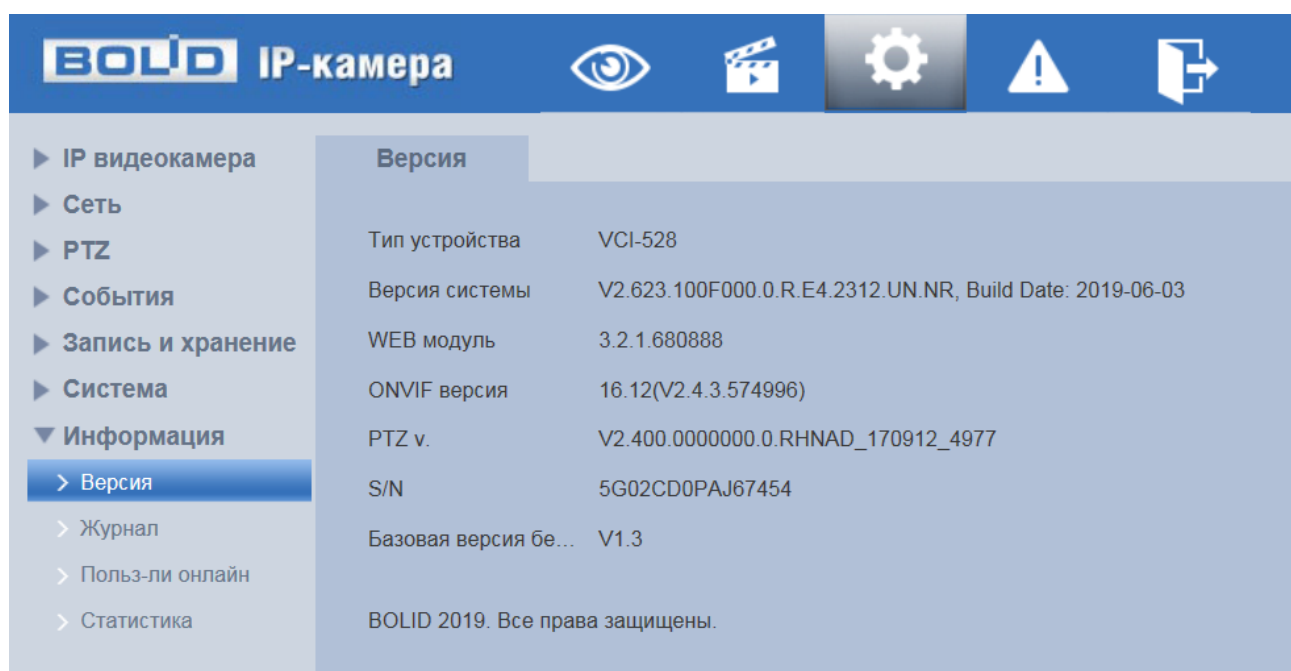 BOLID IP-камера
IP видеокамера
Сеть
PTZ
События
Запись и хранение
Система
Информация
Версия
Журнал
Польз-ли онлайн
Статистика
Версия
Тип устройства VCI-528
Версия системы V2.623.100F000.0.R.E4.2312.UN.NR, Build Date: 2019-06-03
WEB модуль 3.2.1.680888
ONVIF версия 16.12(V2.4.3.574996)
PTZ v. V2.400.0000000.0.RHNAD_170912_4977
S/N 5G02CD0PAJ67454
Базовая версия бе... V1.3
BOLID 2019. Все права защищены.